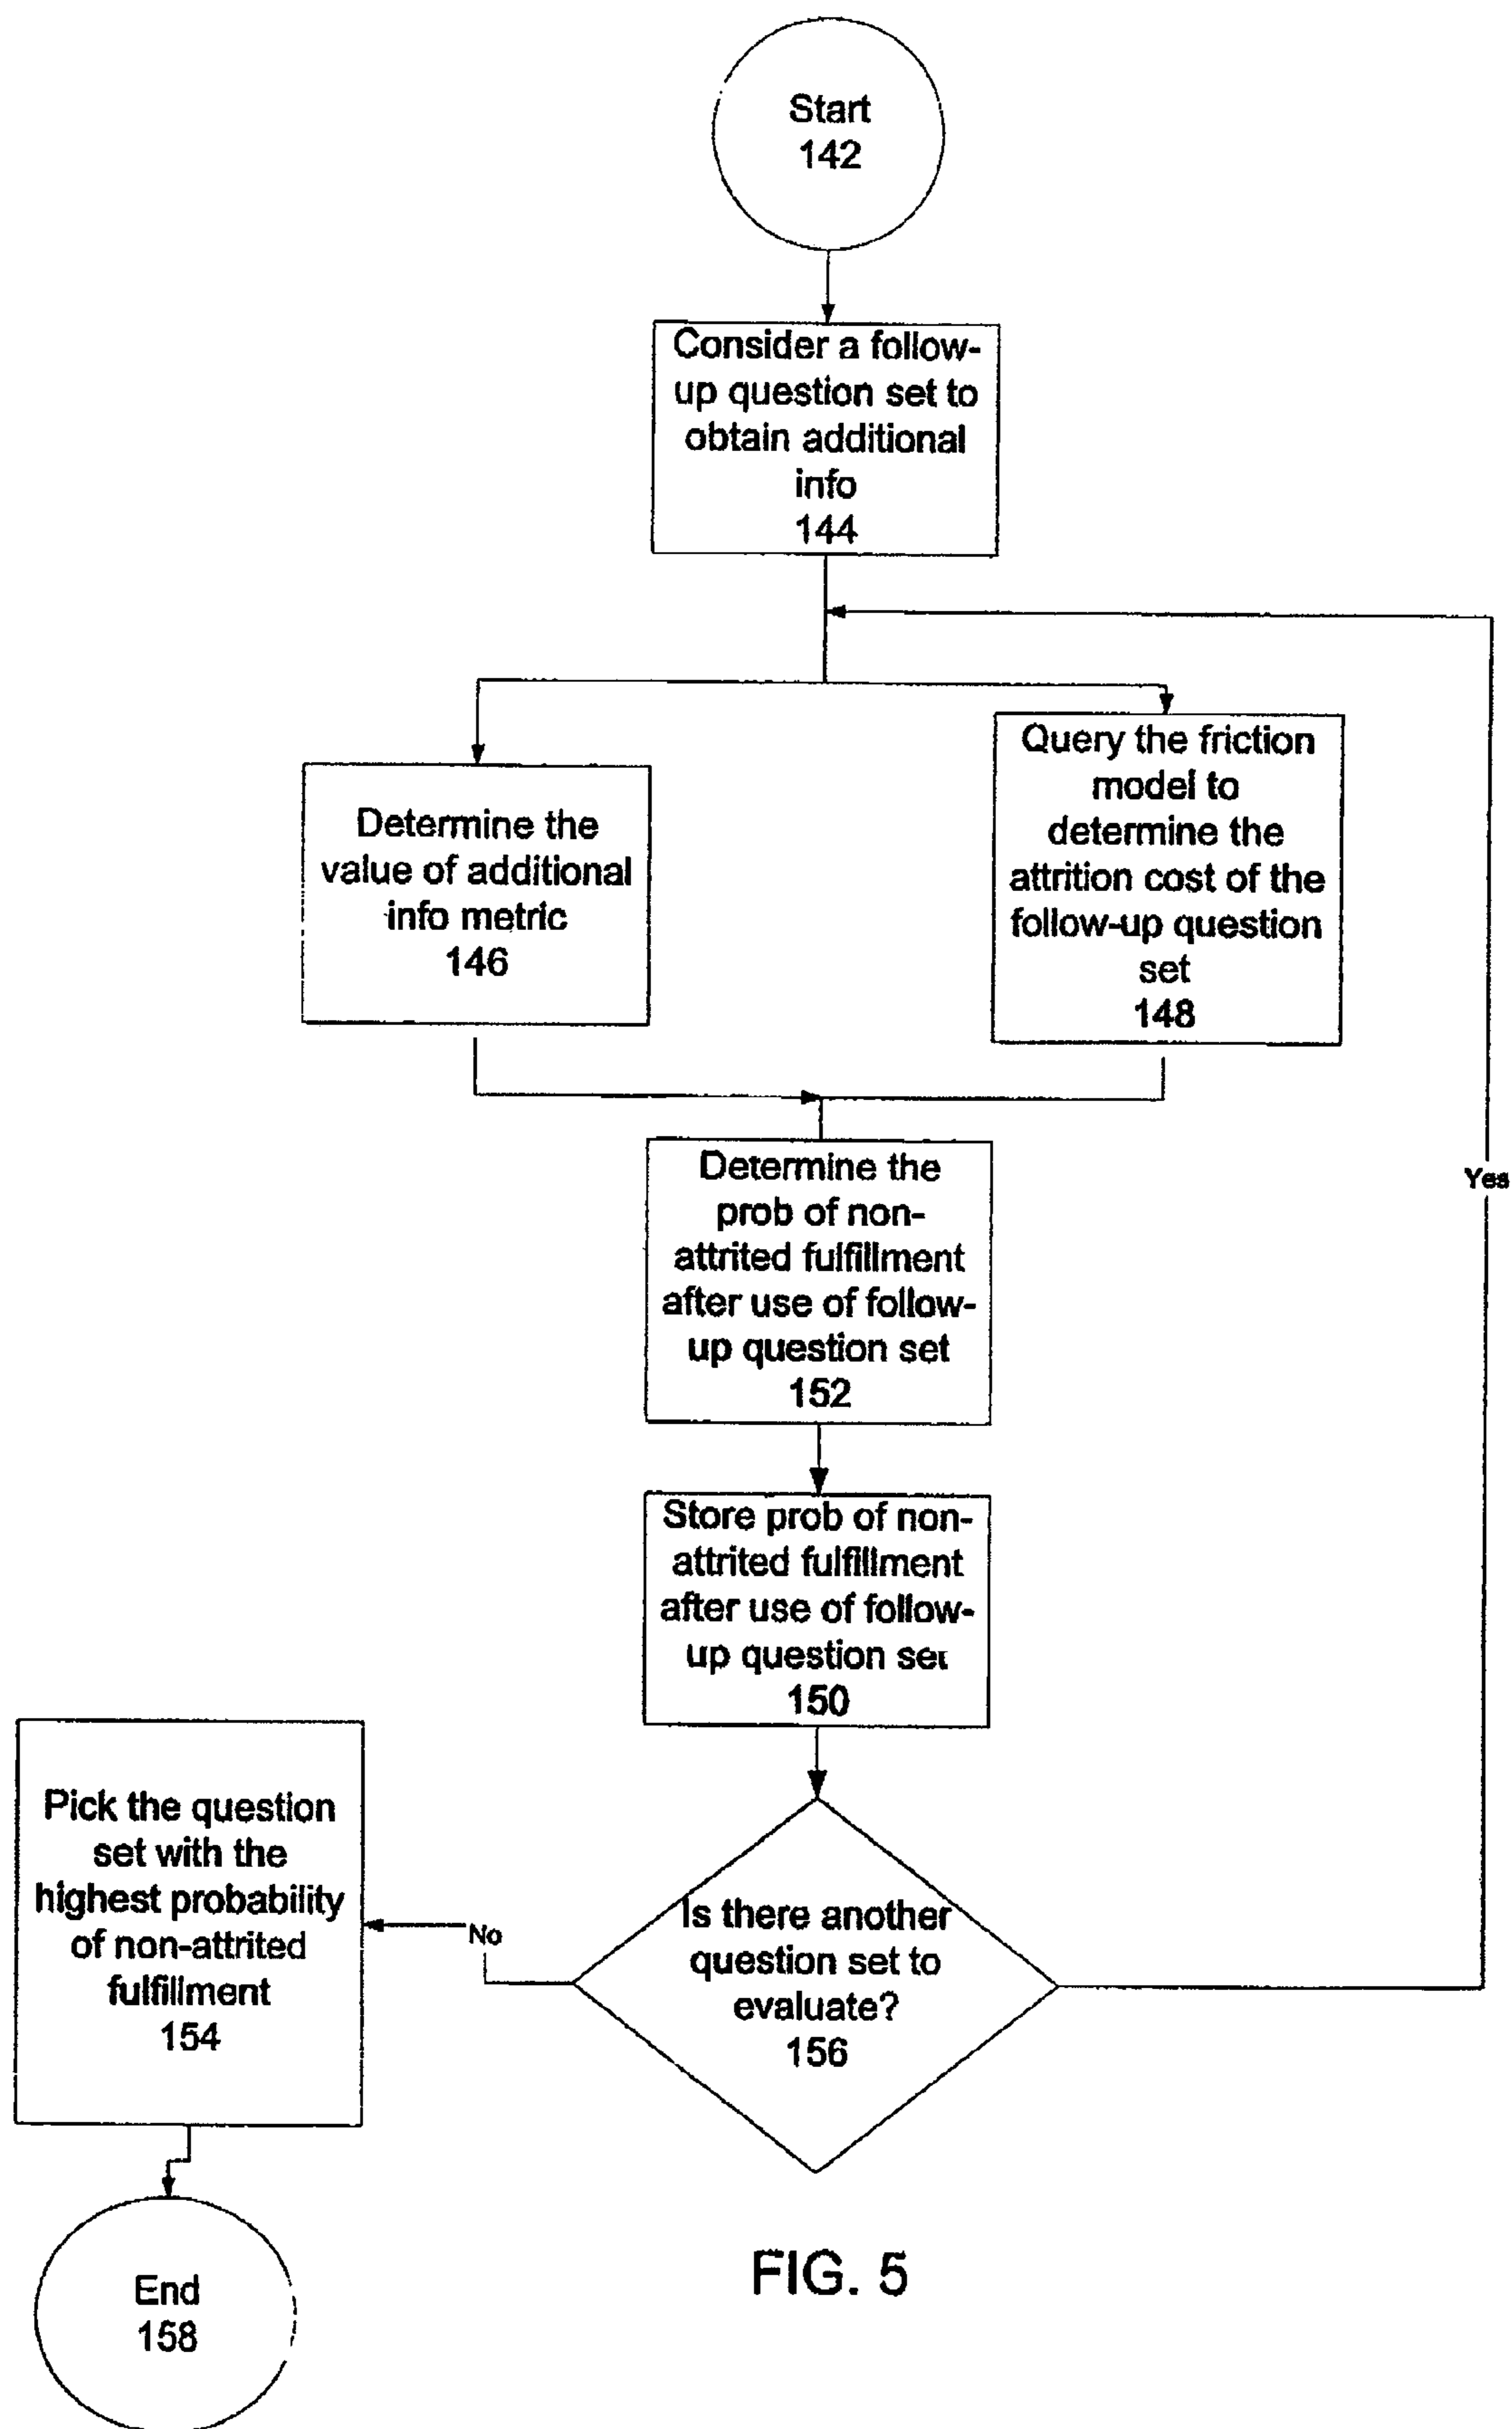 Start
142
Consider a follow-
up question set to
obtain additional
info
144
Determine the
value of additional
info metric
146
Query the friction
model to
determine the
attrition cost of the
follow-up question
set
148
Determine the
prob of non-
attrited fulfillment
after use of follow-
up question set
152
Yes
Store prob of non-
attrited fulfillment
after use of follow-
up question set
150
Pick the question
set with the
highest probability
of non-attrited
fulfillment
154
No
Is there another
question set to
evaluate?
156
End
158
FIG. 5